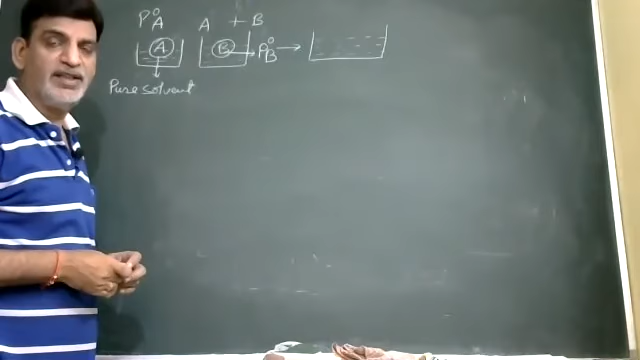 P°A A + B
A B P°B →
Pure solvent